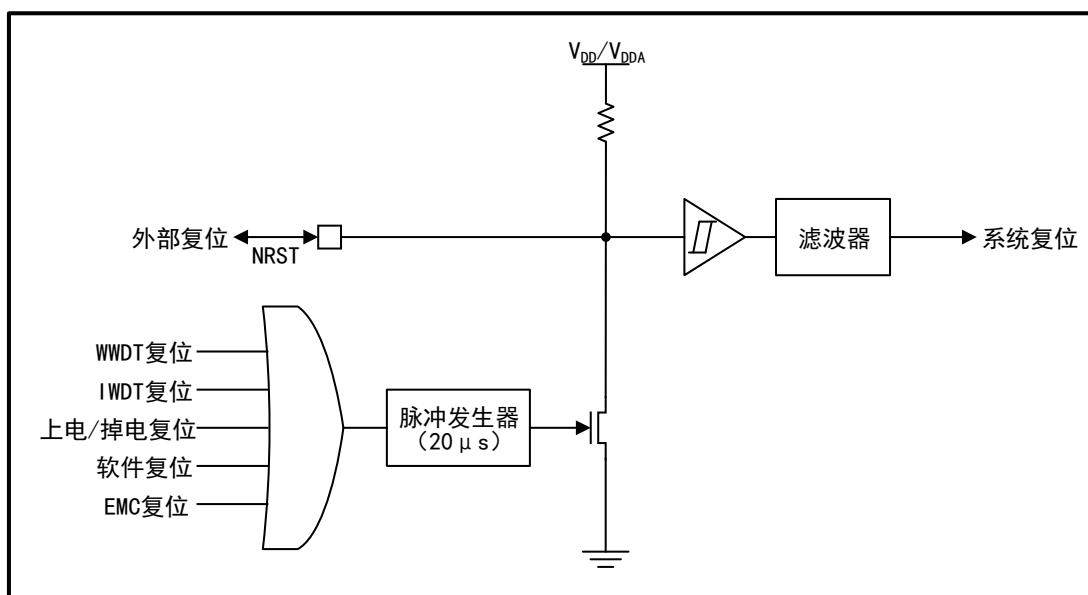 VDD/VDDA
外部复位
NRST
滤波器
系统复位
WWDT复位
IWDT复位
上电/掉电复位
软件复位
EMC复位
脉冲发生器
(20μs)